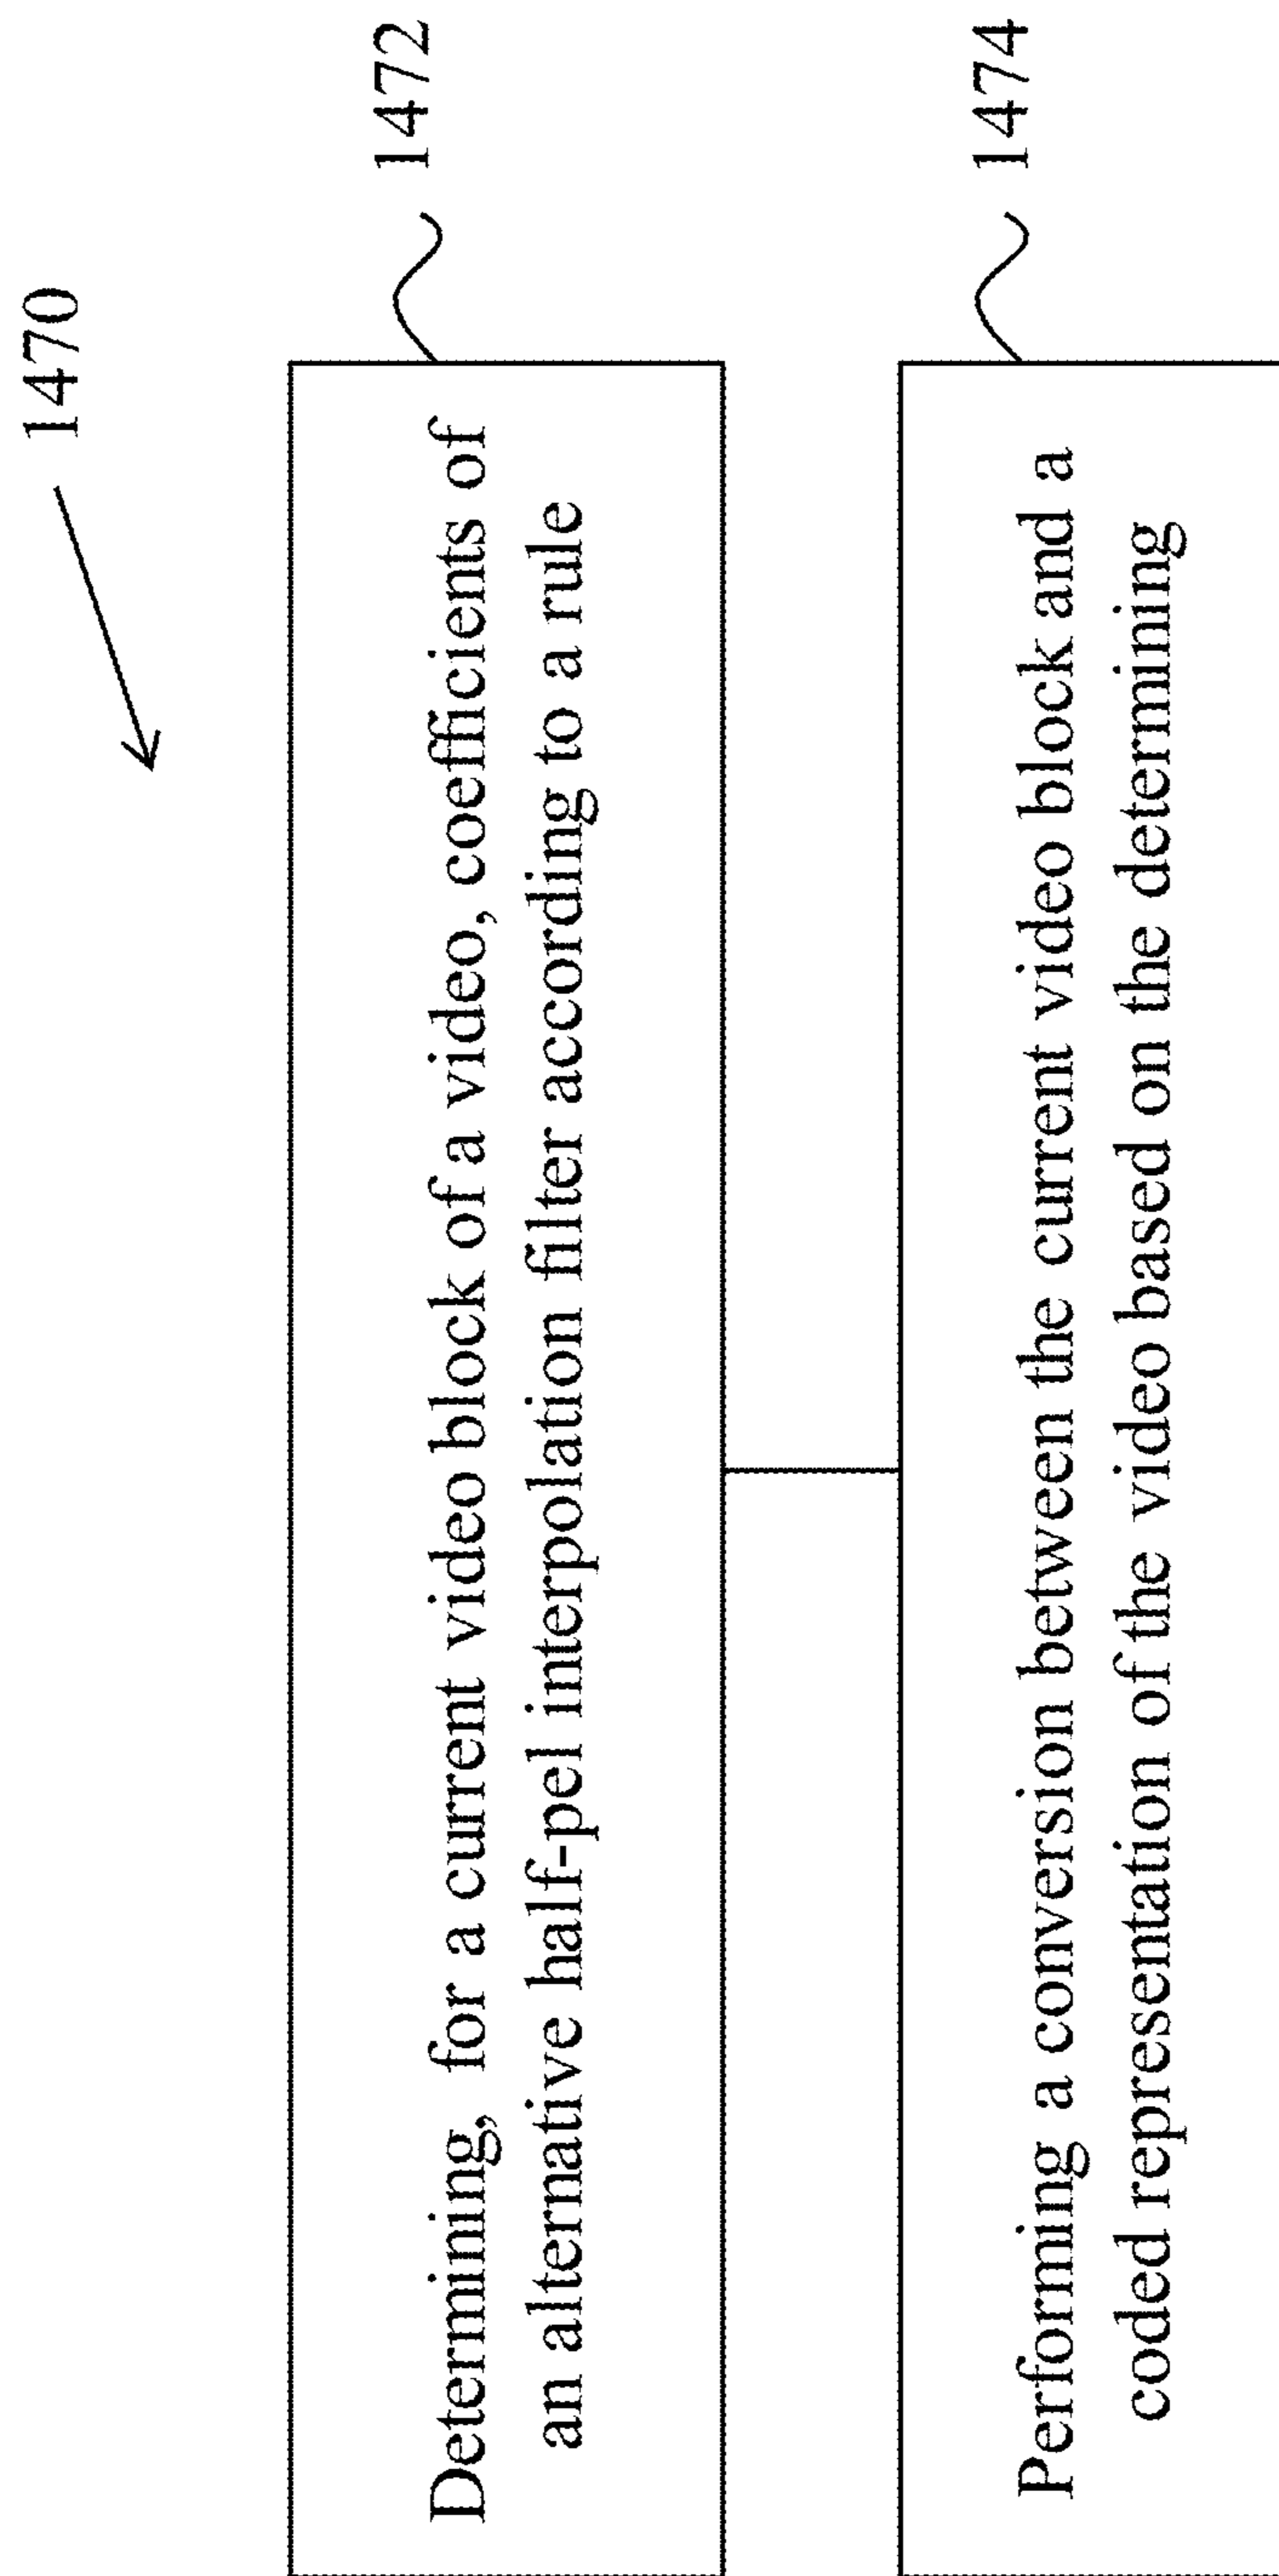 1470
1472
Determining, for a current video block of a video, coefficients of
an alternative half-pel interpolation filter according to a rule
1474
Performing a conversion between the current video block and a
coded representation of the video based on the determining